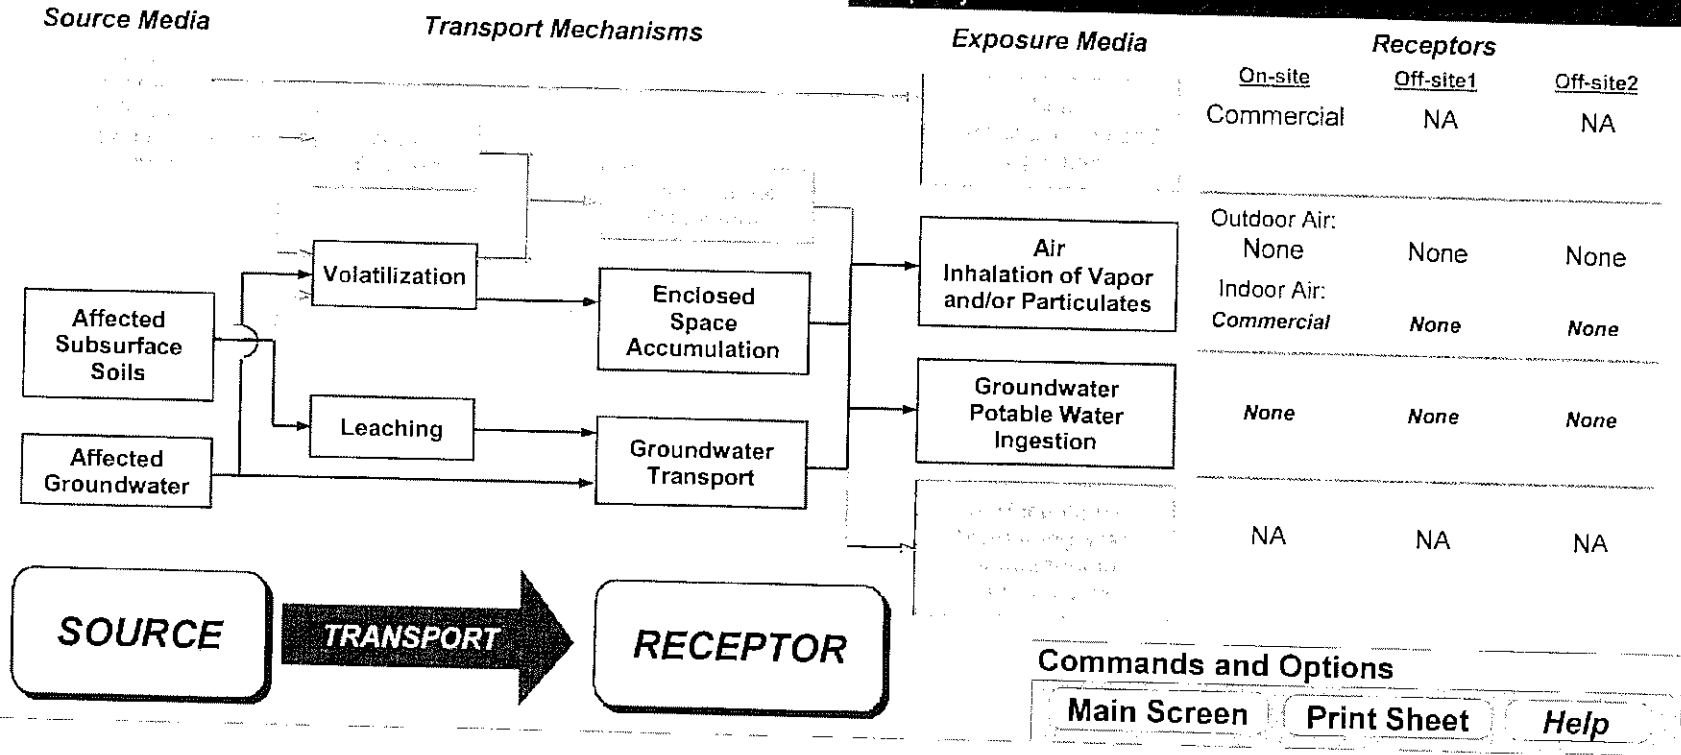 Source Media
Transport Mechanisms
Exposure Media
Receptors
On-site
Off-site1
Off-site2
Commercial
NA
NA
Outdoor Air:
None
None
None
Indoor Air:
Commercial
None
None
Affected
Subsurface
Soils
Volatilization
Enclosed
Space
Accumulation
Air
Inhalation of Vapor
and/or Particulates
Affected
Groundwater
Leaching
Groundwater
Transport
Groundwater
Potable Water
Ingestion
None
None
None
NA
NA
NA
SOURCE
TRANSPORT
RECEPTOR
Commands and Options
Main Screen
Print Sheet
Help